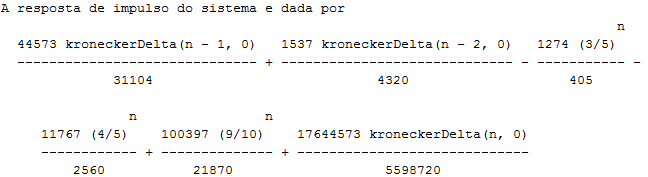 A resposta de impulso do sistema e dada por
n
44573 kroneckerDelta(n - 1, 0)   1537 kroneckerDelta(n - 2, 0)   1274 (3/5)
------------------------------ + ----------------------------- - ----------- -
31104   4320   405
n   n
11767 (4/5)   100397 (9/10)   17644573 kroneckerDelta(n, 0)
------------ + -------------- + -----------------------------
2560   21870   5598720